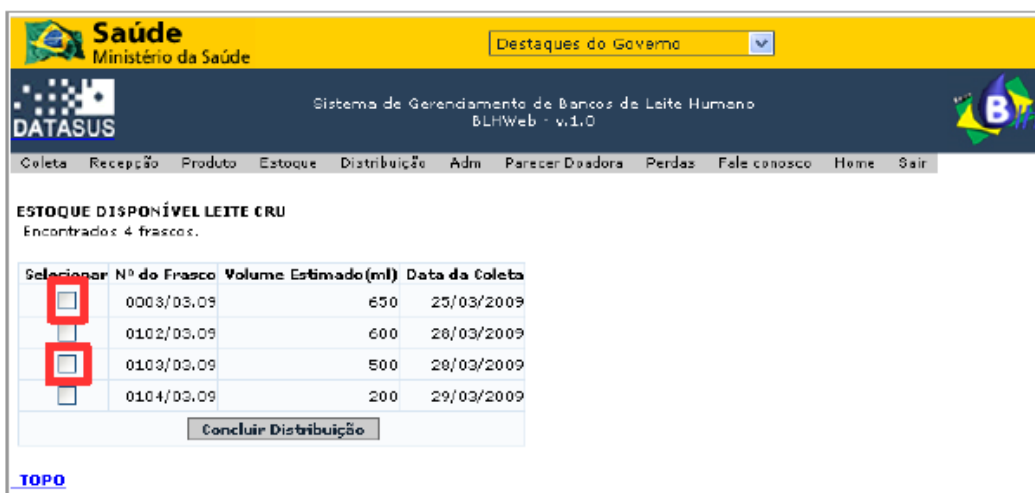 Saúde
Ministério da Saúde
Destaques do Governo
DATASUS
Sistema de Gerenciamento de Bancos de Leite Humano
BLHWeb - v.1.0
B
Coleta Recepção Produto Estoque Distribuição Adm Parecer Doadora Perdas Fale conosco Home Sair
ESTOQUE DISPONÍVEL LEITE CRU
Encontrados 4 frascos.
Selecionar Nº do Frasco Volume Estimado(ml) Data da Coleta
0003/03.09 650 25/03/2009
0102/03.09 600 28/03/2009
0103/03.09 500 28/03/2009
0104/03.09 200 29/03/2009
Concluir Distribuição
TOPO